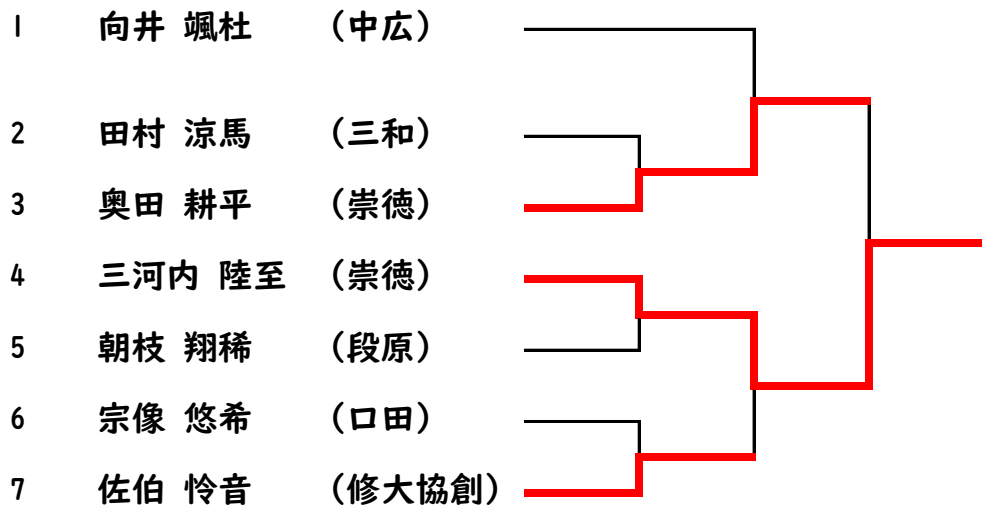 1 向井 颯杜 （中広）
2 田村 涼馬 （三和）
3 奥田 耕平 （崇徳）
4 三河内 陸至 （崇徳）
5 朝枝 翔稀 （段原）
6 宗像 悠希 （口田）
7 佐伯 怜音 （修大協創）